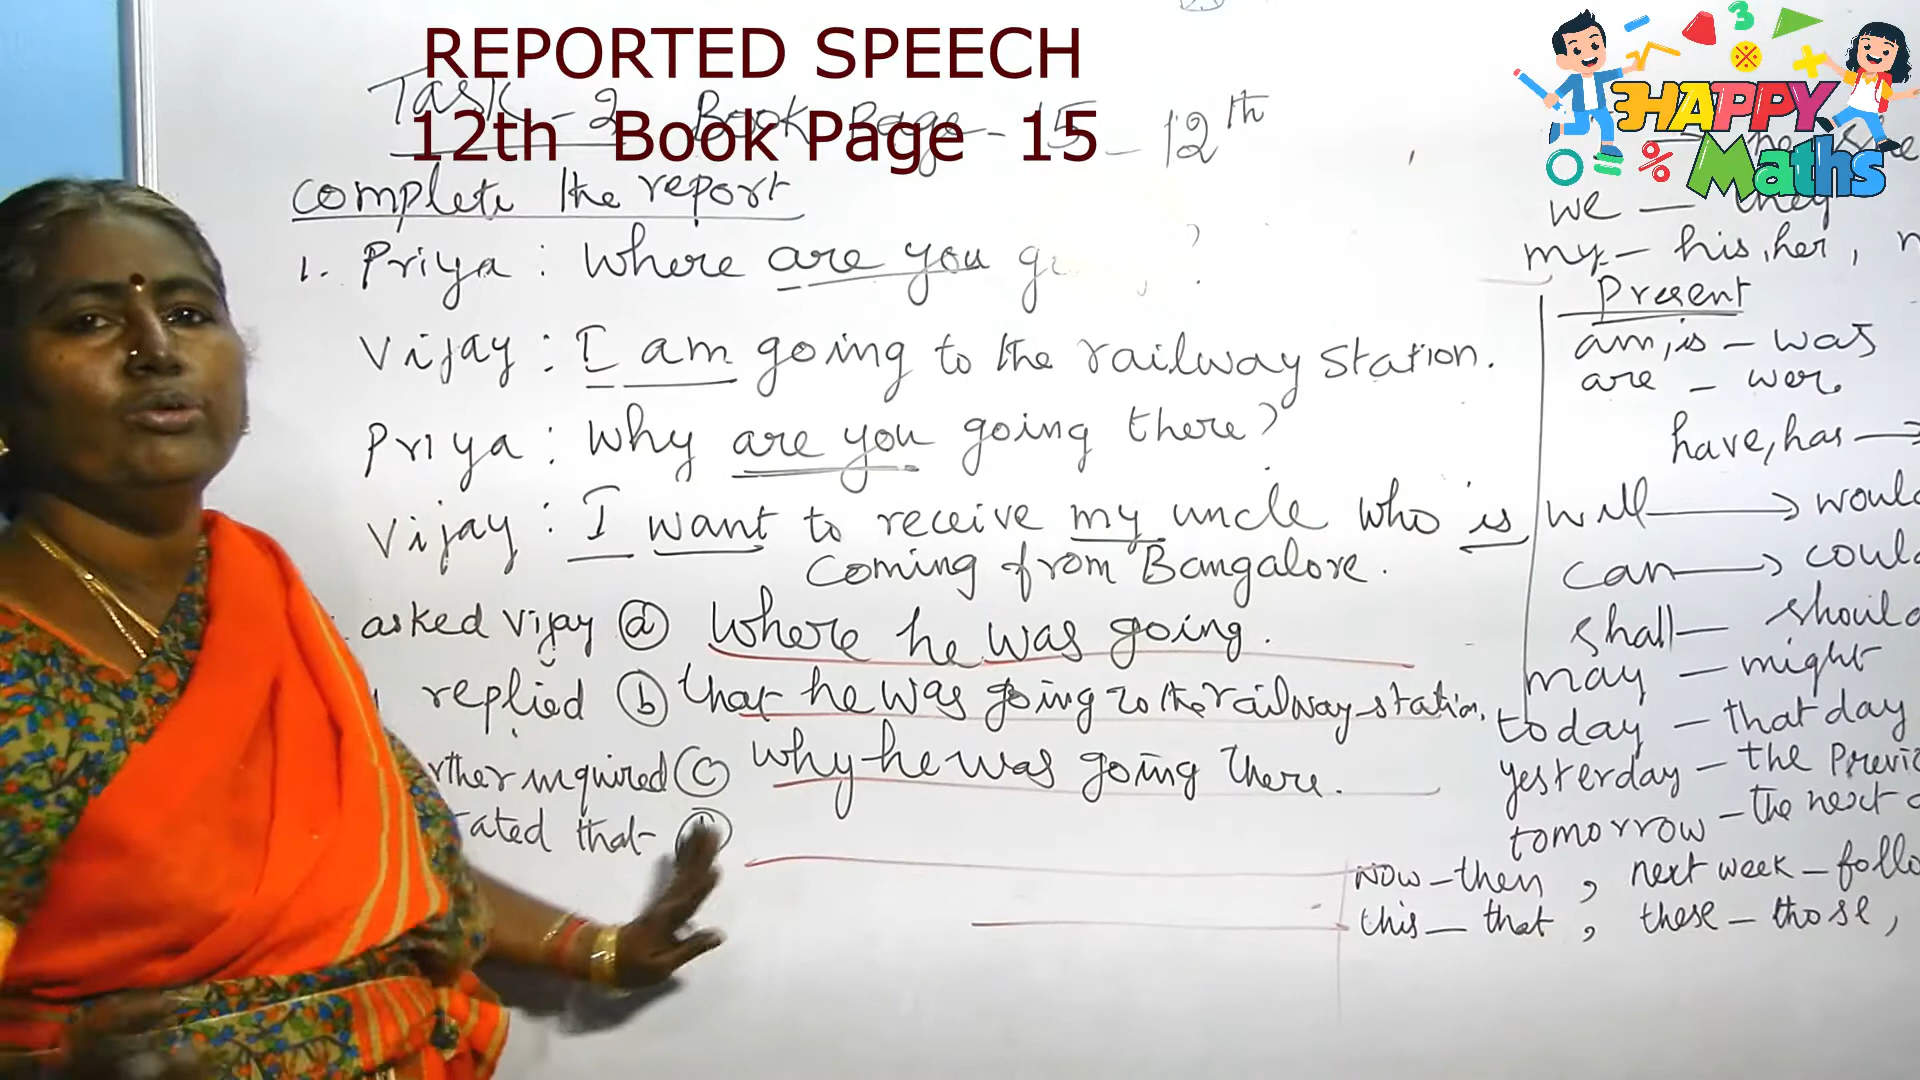 REPORTED SPEECH
12th Book Page - 15
Task - 2 Book Page - 15 - 12th
complete the report
1. Priya : Where are you ?
Vijay : I am going to the railway station.
Priya : Why are you going there?
Vijay : I want to receive my uncle who is
coming from Bangalore.
asked Vijay (a) where he was going.
replied (b) that he was going to the railway station.
inquired (c) why he was going there.
that
HAPPY
Maths
we - they
my - his, her,
Present
am, is - was
are - were
have, has →
will → would
can → could
shall - should
may - might
today - that day
yesterday - the
tomorrow - the next
Now - then , next week -
this - that , these - those ,